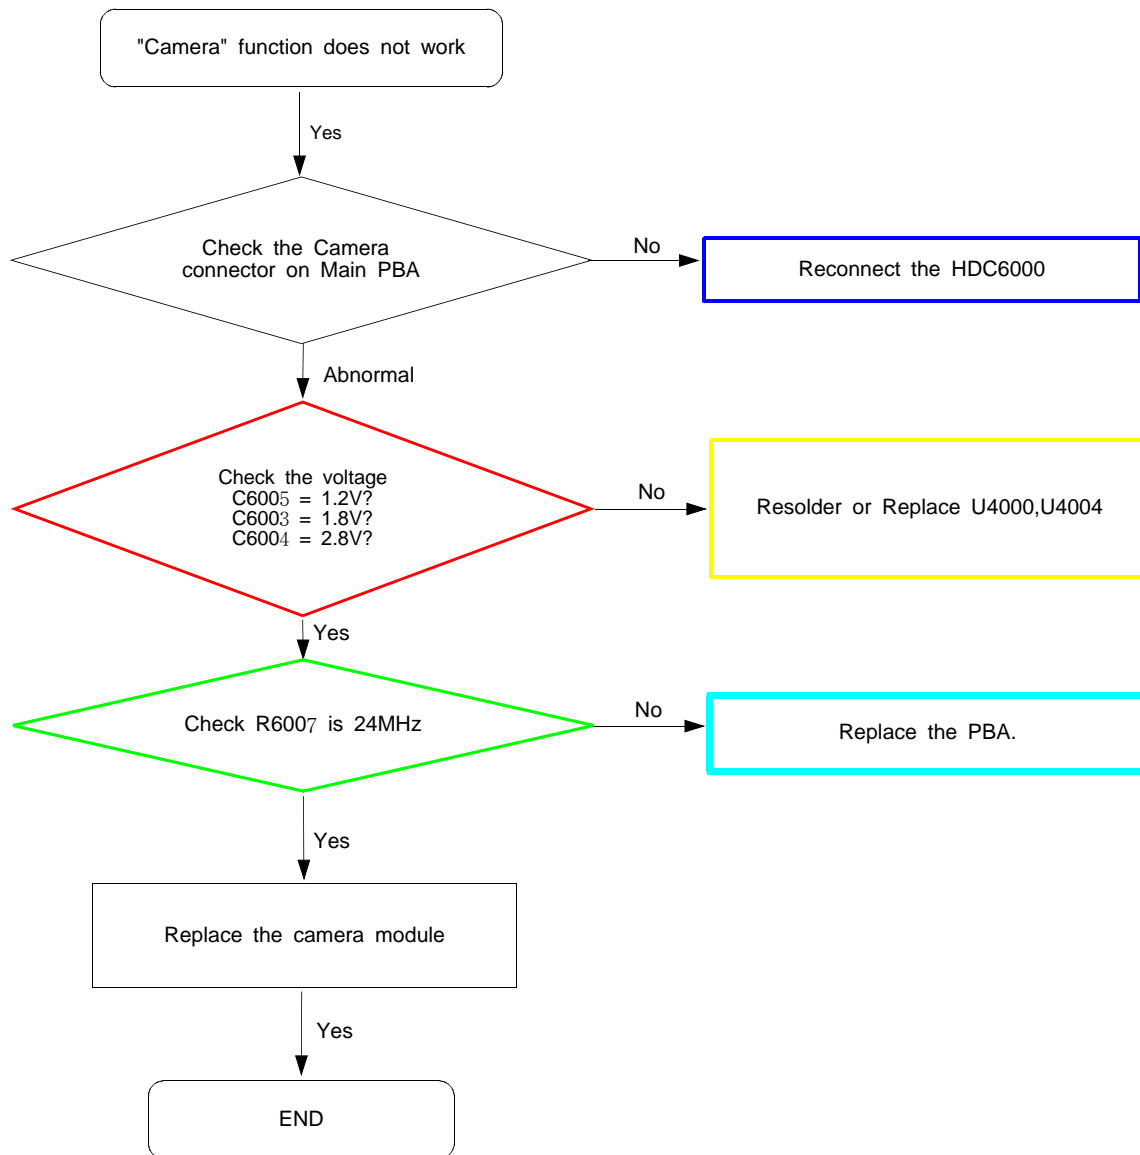 "Camera" function does not work
Yes
Check the Camera
connector on Main PBA
No
Reconnect the HDC6000
Abnormal
Check the voltage
C6005 = 1.2V?
C6003 = 1.8V?
C6004 = 2.8V?
No
Resolder or Replace U4000,U4004
Yes
Check R6007 is 24MHz
No
Replace the PBA.
Yes
Replace the camera module
Yes
END